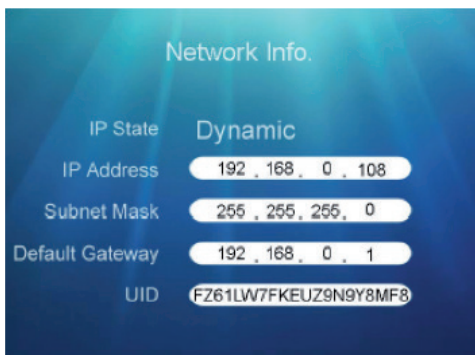 Network Info.
IP State Dynamic
IP Address 192 . 168 . 0 . 108
Subnet Mask 255 . 255 . 255 . 0
Default Gateway 192 . 168 . 0 . 1
UID FZ61LW7FKEUZ9N9Y8MF8